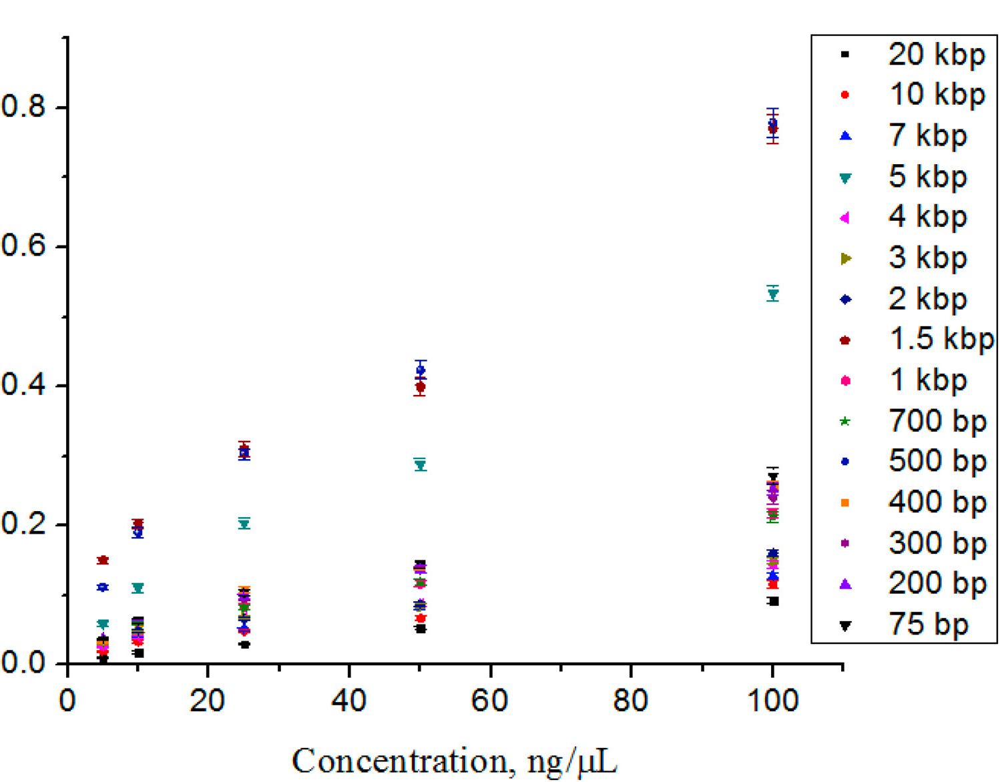 0.8
0.6
0.4
0.2
0.0
0 20 40 60 80 100
Concentration, ng/μL
20 kbp
10 kbp
7 kbp
5 kbp
4 kbp
3 kbp
2 kbp
1.5 kbp
1 kbp
700 bp
500 bp
400 bp
300 bp
200 bp
75 bp